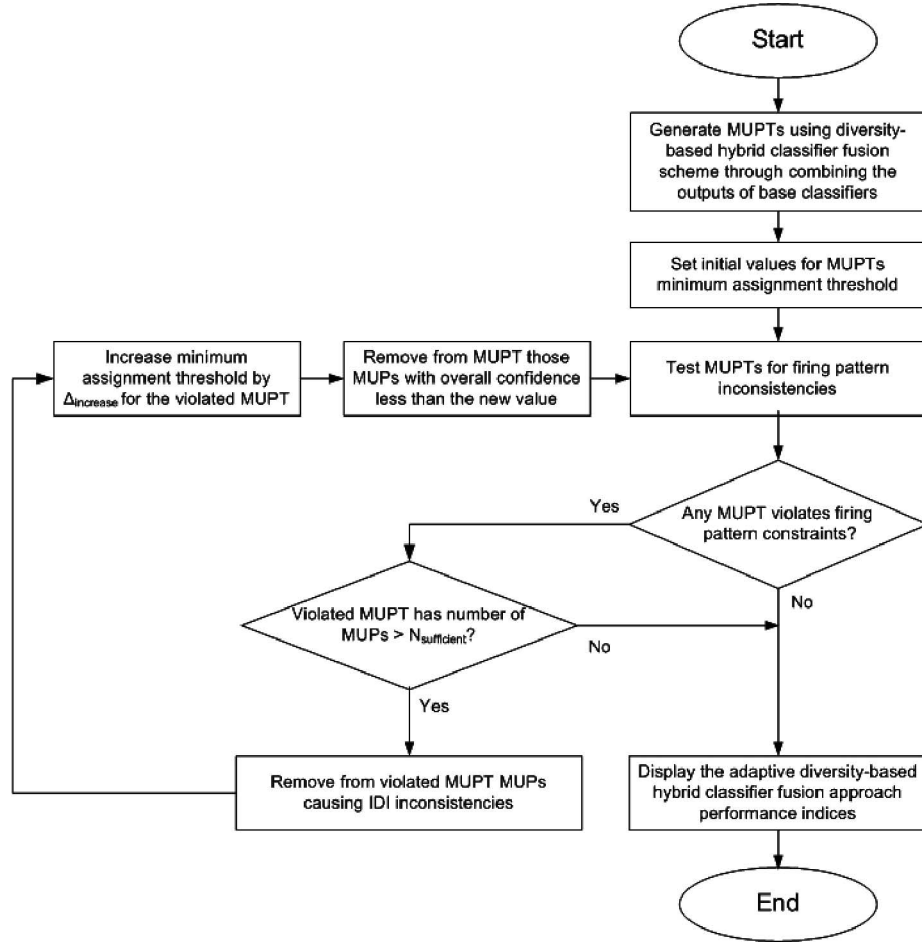 Start
Generate MUPTs using diversity-
based hybrid classifier fusion
scheme through combining the
outputs of base classifiers
Set initial values for MUPTs
minimum assignment threshold
Increase minimum
assignment threshold by
Δincrease for the violated MUPT
Remove from MUPT those
MUPs with overall confidence
less than the new value
Test MUPTs for firing pattern
inconsistencies
Yes
Any MUPT violates firing
pattern constraints?
No
Violated MUPT has number of
MUPs > Nsufficient?
No
Yes
Remove from violated MUPT MUPs
causing IDI inconsistencies
Display the adaptive diversity-based
hybrid classifier fusion approach
performance indices
End